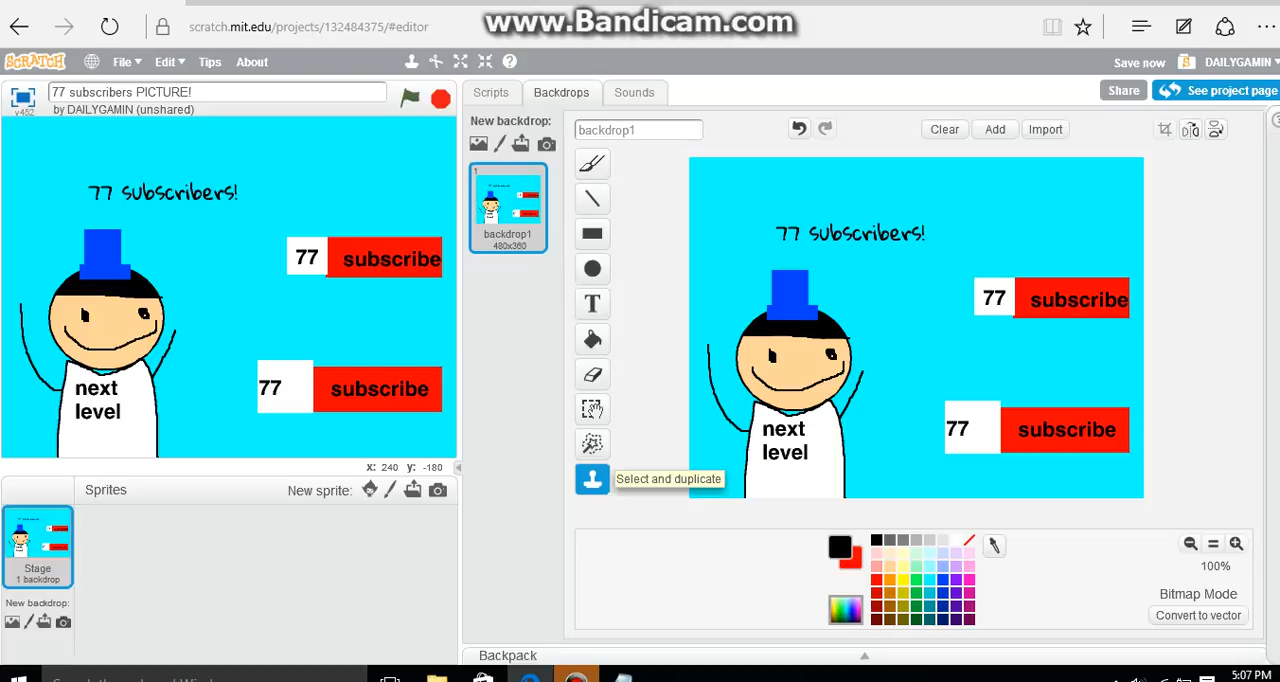 www.Bandicam.com
scratch.mit.edu/projects/132484375/#editor
SCRATCH
File
Edit
Tips
About
Save now
DAILYGAMIN
77 subscribers PICTURE!
by DAILYGAMIN (unshared)
v452
Scripts
Backdrops
Sounds
Share
See project page
New backdrop:
backdrop1
Clear
Add
Import
1
backdrop1
480x360
77 subscribers!
77 subscribe
next
level
77 subscribe
77 subscribers!
77 subscribe
next
level
77 subscribe
Select and duplicate
x: 240 y: -180
Sprites
New sprite:
Stage
1 backdrop
New backdrop:
100%
Bitmap Mode
Convert to vector
Backpack
5:07 PM